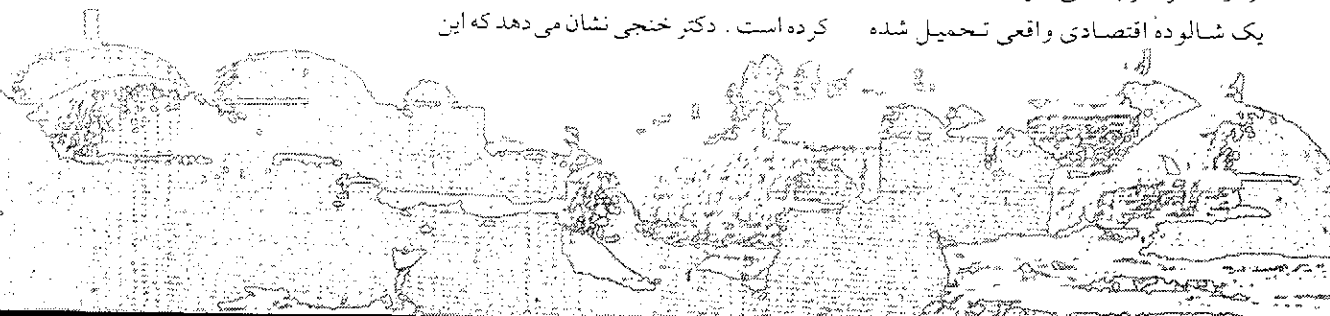 یک شالودهٔ اقتصادی واقعی تحمیل شده
کرده است. دکتر خنجی نشان می‌دهد که این